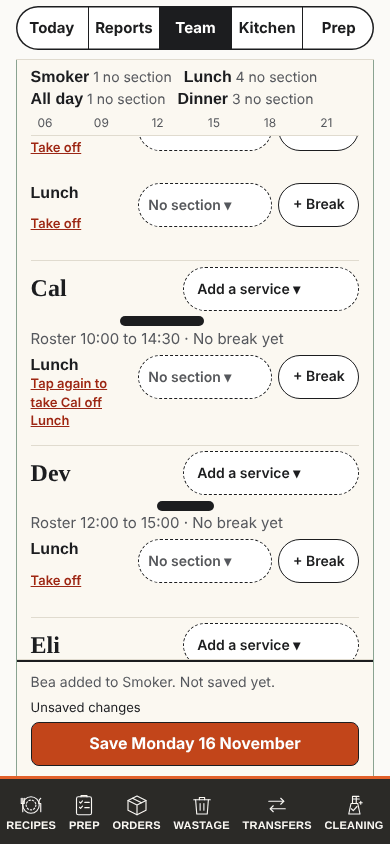 Today Reports Team Kitchen Prep
Smoker 1 no section Lunch 4 no section
All day 1 no section Dinner 3 no section
06 09 12 15 18 21
Take off
Lunch
Take off
No section ▾
+ Break
Cal
Add a service ▾
Roster 10:00 to 14:30 · No break yet
Lunch
Tap again to
take Cal off
Lunch
No section ▾
+ Break
Dev
Add a service ▾
Roster 12:00 to 15:00 · No break yet
Lunch
Take off
No section ▾
+ Break
Eli
Add a service ▾
Bea added to Smoker. Not saved yet.
Unsaved changes
Save Monday 16 November
RECIPES PREP ORDERS WASTAGE TRANSFERS CLEANING